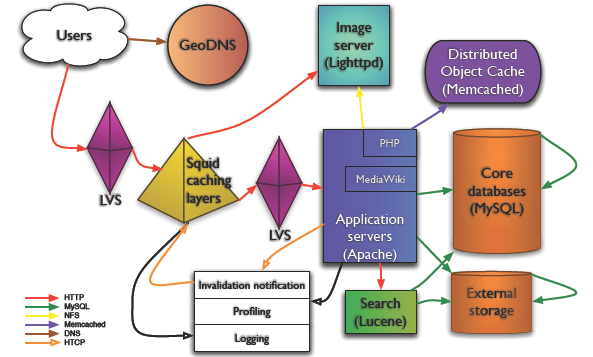 Users
GeoDNS
Image
server
(Lighttpd)
Distributed
Object Cache
(Memcached)
LVS
Squid
caching
layers
LVS
PHP
MediaWiki
Application
servers
(Apache)
Core
databases
(MySQL)
Invalidation notification
Profiling
Logging
Search
(Lucene)
External
storage
HTTP
MySQL
NFS
Memcached
DNS
HTCP